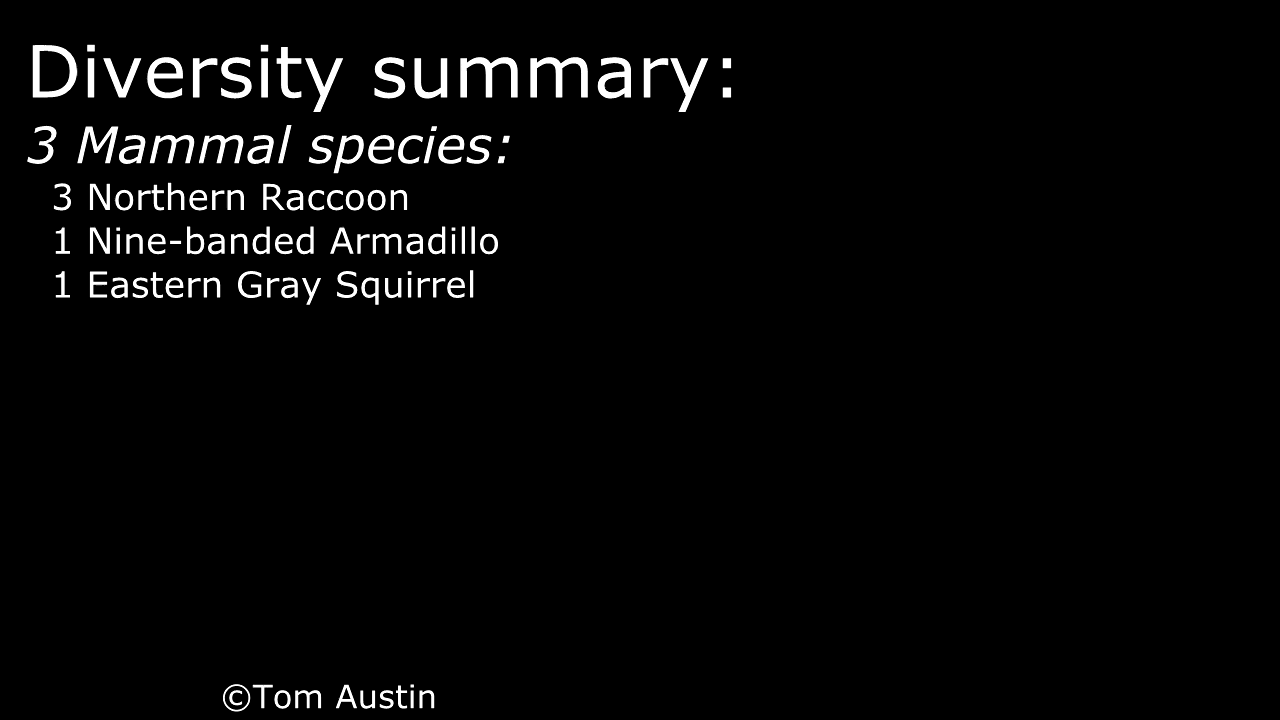 Diversity summary:
3 Mammal species:
3 Northern Raccoon
1 Nine-banded Armadillo
1 Eastern Gray Squirrel
©Tom Austin